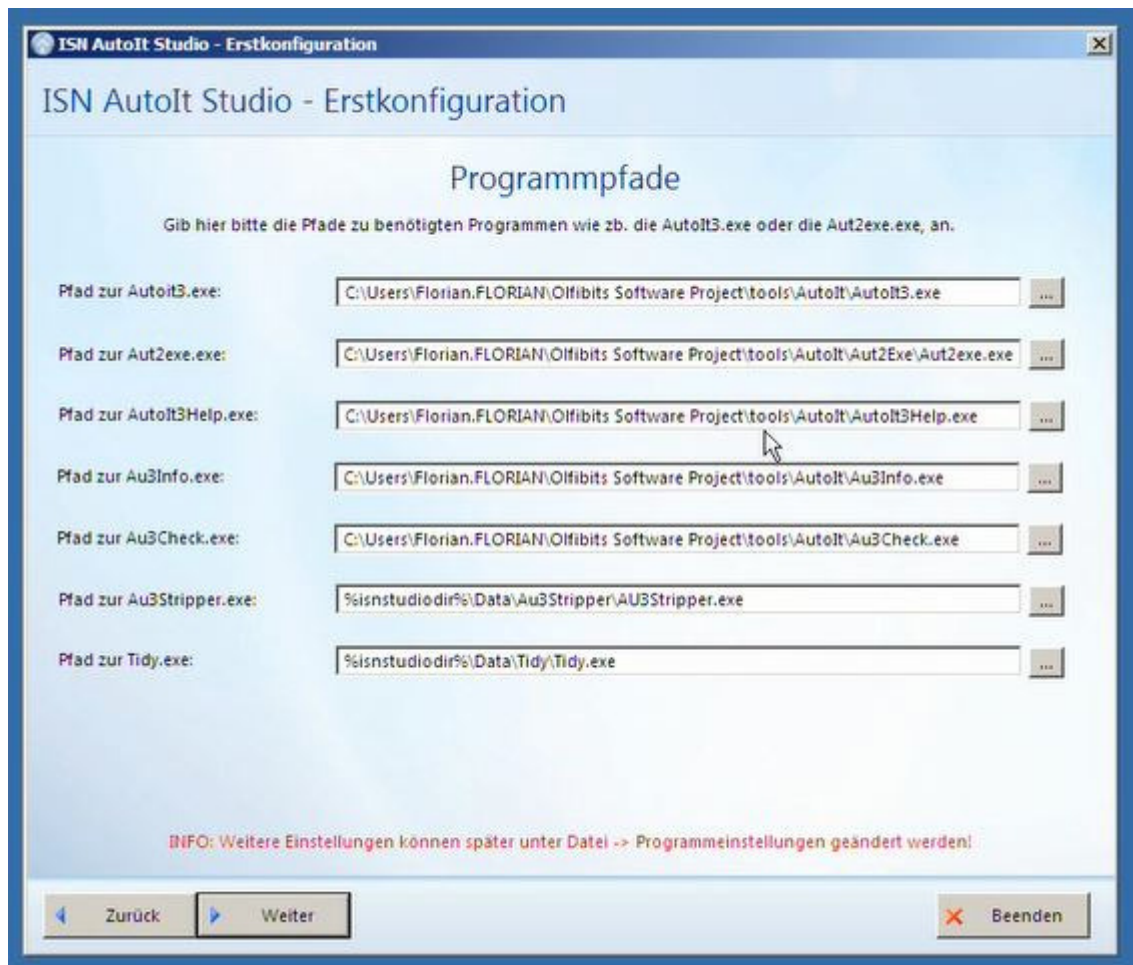 ISN AutoIt Studio - Erstkonfiguration
ISN AutoIt Studio - Erstkonfiguration
Programmpfade
Gib hier bitte die Pfade zu benötigten Programmen wie zb. die AutoIt3.exe oder die Aut2exe.exe, an.
Pfad zur Autoit3.exe: C:\Users\Florian.FLORIAN\Olfibits Software Project\tools\AutoIt\AutoIt3.exe ...
Pfad zur Aut2exe.exe: C:\Users\Florian.FLORIAN\Olfibits Software Project\tools\AutoIt\Aut2Exe\Aut2exe.exe ...
Pfad zur AutoIt3Help.exe: C:\Users\Florian.FLORIAN\Olfibits Software Project\tools\AutoIt\AutoIt3Help.exe ...
Pfad zur Au3Info.exe: C:\Users\Florian.FLORIAN\Olfibits Software Project\tools\AutoIt\Au3Info.exe ...
Pfad zur Au3Check.exe: C:\Users\Florian.FLORIAN\Olfibits Software Project\tools\AutoIt\Au3Check.exe ...
Pfad zur Au3Stripper.exe: %isnstudiodir%\Data\Au3Stripper\AU3Stripper.exe ...
Pfad zur Tidy.exe: %isnstudiodir%\Data\Tidy\Tidy.exe ...
INFO: Weitere Einstellungen können später unter Datei -> Programmeinstellungen geändert werden!
Zurück Weiter Beenden